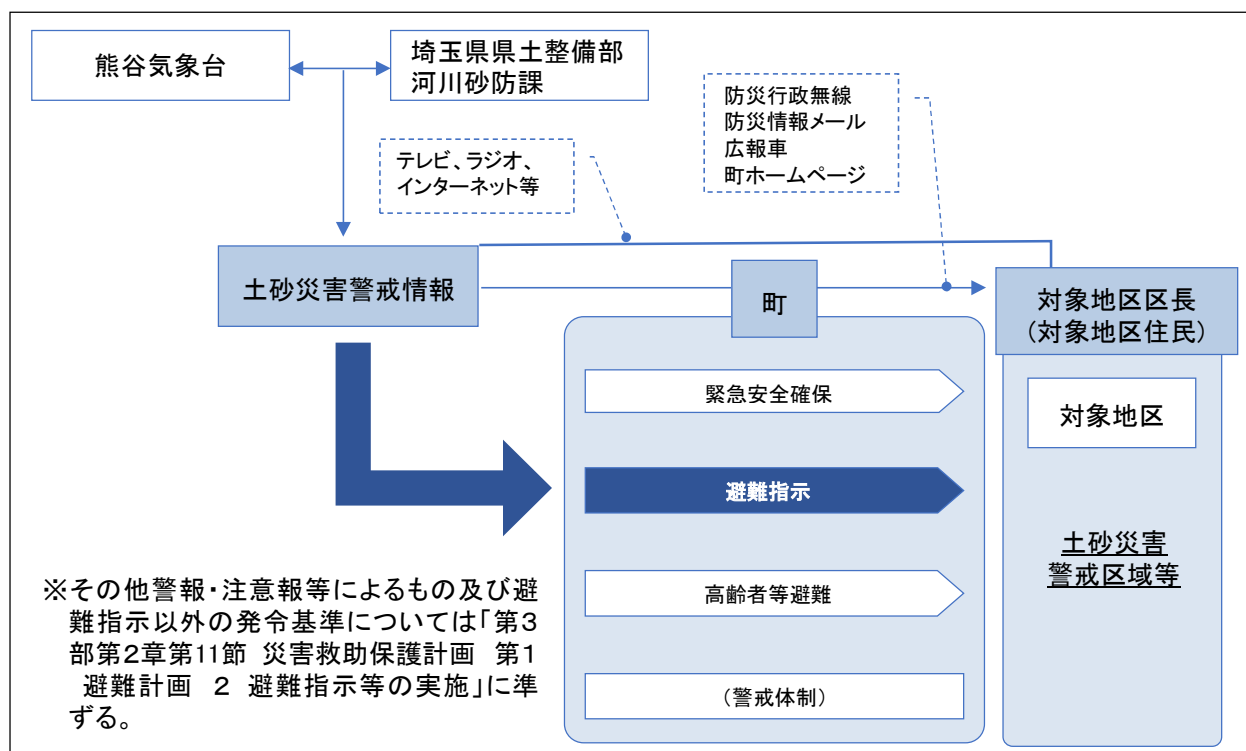 熊谷気象台
埼玉県県土整備部
河川砂防課
防災行政無線
防災情報メール
広報車
町ホームページ
テレビ、ラジオ、
インターネット等
土砂災害警戒情報
町
対象地区区長
(対象地区住民)
緊急安全確保
対象地区
避難指示
土砂災害
警戒区域等
高齢者等避難
(警戒体制)
※その他警報・注意報等によるもの及び避
難指示以外の発令基準については「第3
部第2章第11節 災害救助保護計画 第1
避難計画 2 避難指示等の実施」に準
ずる。